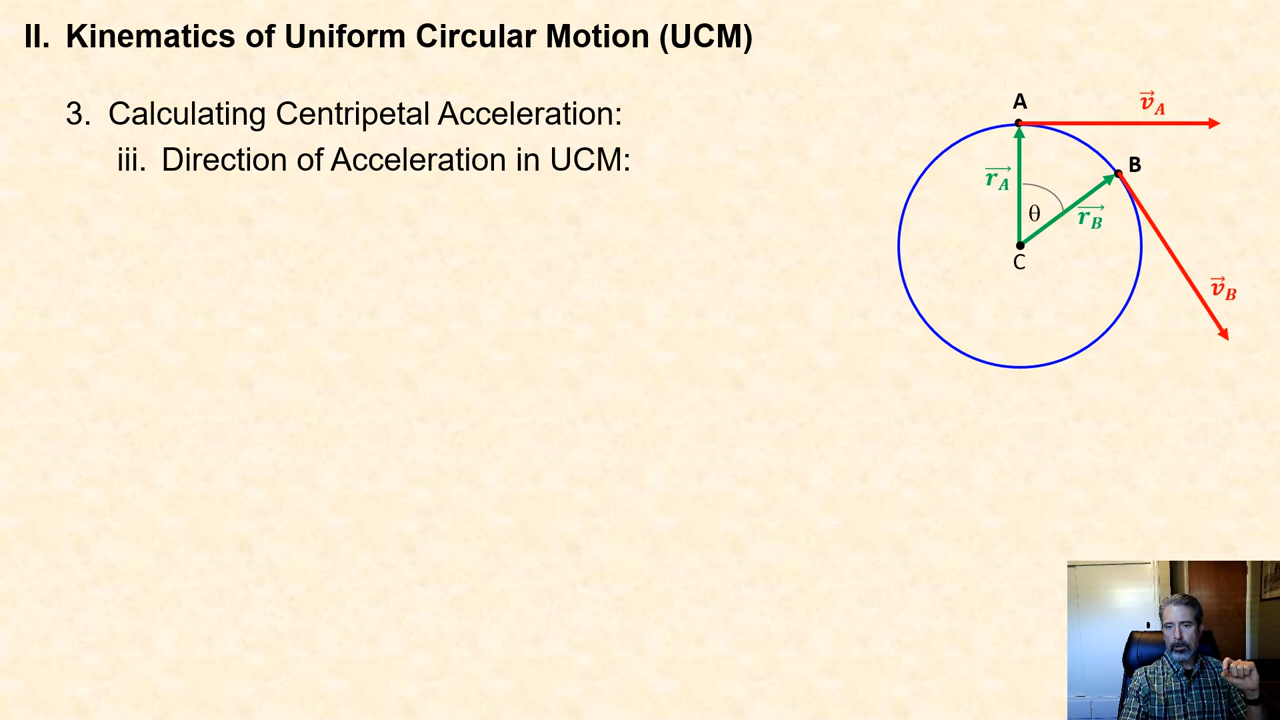 II. Kinematics of Uniform Circular Motion (UCM)
3. Calculating Centripetal Acceleration:
iii. Direction of Acceleration in UCM:
A
v⃗_A
B
r⃗_A
θ
r⃗_B
C
v⃗_B